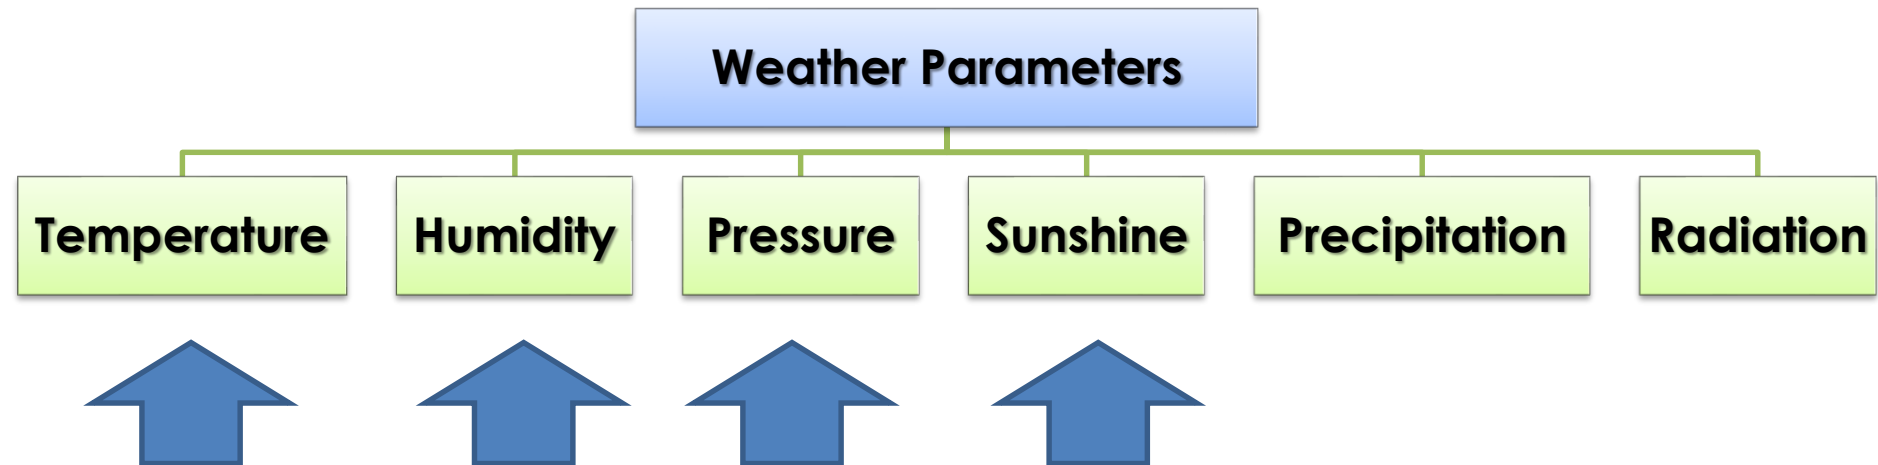 Weather Parameters
Temperature
Humidity
Pressure
Sunshine
Precipitation
Radiation